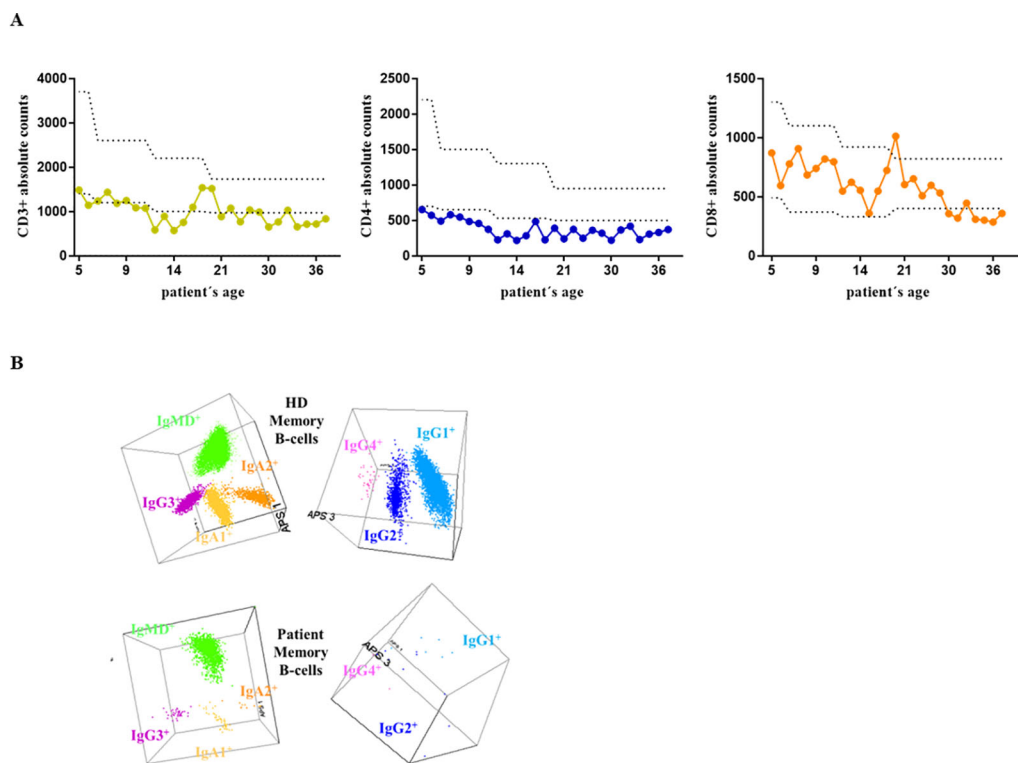 A
CD3+ absolute counts
4000
3000
2000
1000
0
5 9 14 21 30 36
patient´s age
CD4+ absolute counts
2500
2000
1500
1000
500
0
5 9 14 21 30 36
patient´s age
CD8+ absolute counts
1500
1000
500
0
5 9 14 21 30 36
patient´s age
B
HD
Memory
B-cells
IgMD⁺
IgA2⁺
IgG3⁺
IgA1⁺
APS 1
IgG4⁺
IgG1⁺
APS 3
IgG2⁺
Patient
Memory
B-cells
IgMD⁺
IgA2⁺
APS 1
IgG3⁺
IgA1⁺
IgG1⁺
APS 3
IgG4⁺
IgG2⁺